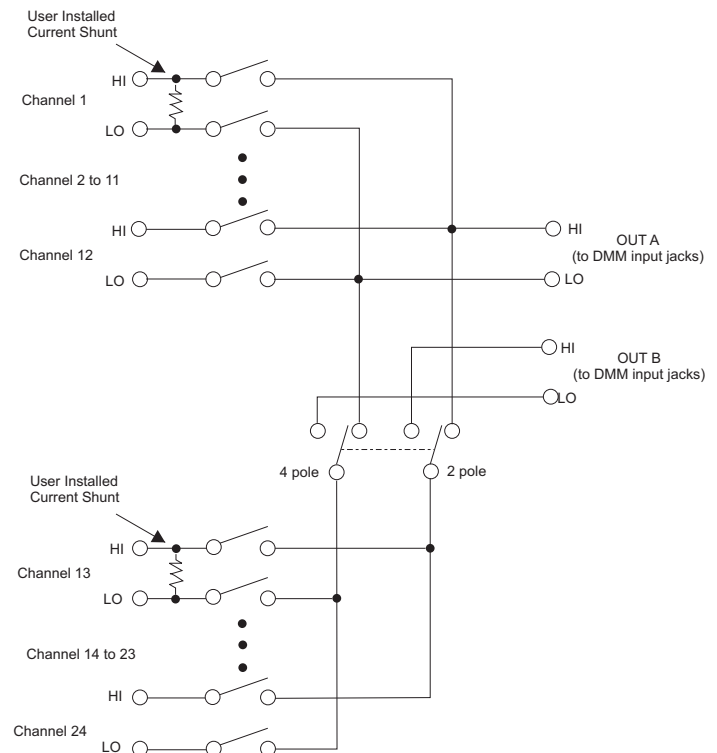 User Installed
Current Shunt
HI
Channel 1
LO
Channel 2 to 11
HI
Channel 12
LO
HI
OUT A
(to DMM input jacks)
LO
HI
OUT B
(to DMM input jacks)
LO
4 pole
2 pole
User Installed
Current Shunt
HI
Channel 13
LO
Channel 14 to 23
HI
Channel 24
LO